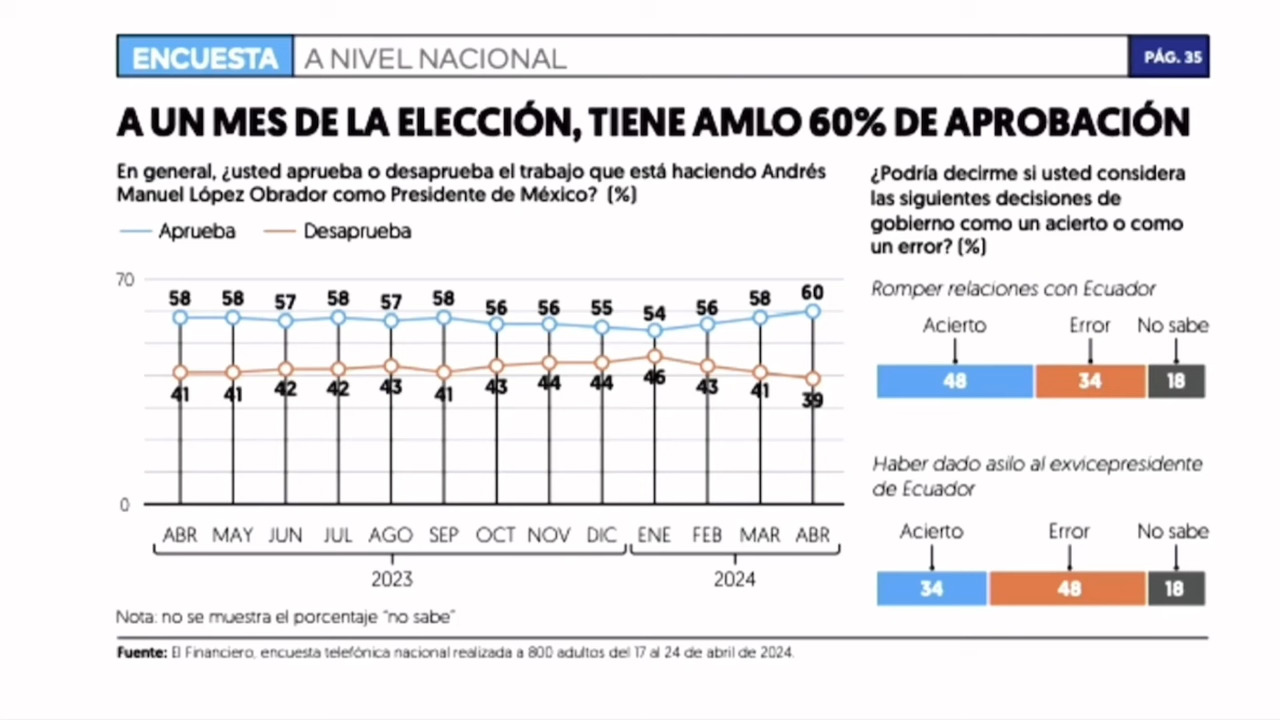 ENCUESTA A NIVEL NACIONAL PÁG. 35
A UN MES DE LA ELECCIÓN, TIENE AMLO 60% DE APROBACIÓN
En general, ¿usted aprueba o desaprueba el trabajo que está haciendo Andrés
Manuel López Obrador como Presidente de México? (%)
Aprueba Desaprueba
70
58 58 57 58 57 58 56 56 55 54 56 58 60
41 41 42 42 43 41 43 44 44 46 43 41 39
0
ABR MAY JUN JUL AGO SEP OCT NOV DIC ENE FEB MAR ABR
2023 2024
Nota: no se muestra el porcentaje "no sabe"
¿Podría decirme si usted considera
las siguientes decisiones de
gobierno como un acierto o como
un error? (%)
Romper relaciones con Ecuador
Acierto Error No sabe
48 34 18
Haber dado asilo al exvicepresidente
de Ecuador
Acierto Error No sabe
34 48 18
Fuente: El Financiero, encuesta telefónica nacional realizada a 800 adultos del 17 al 24 de abril de 2024.